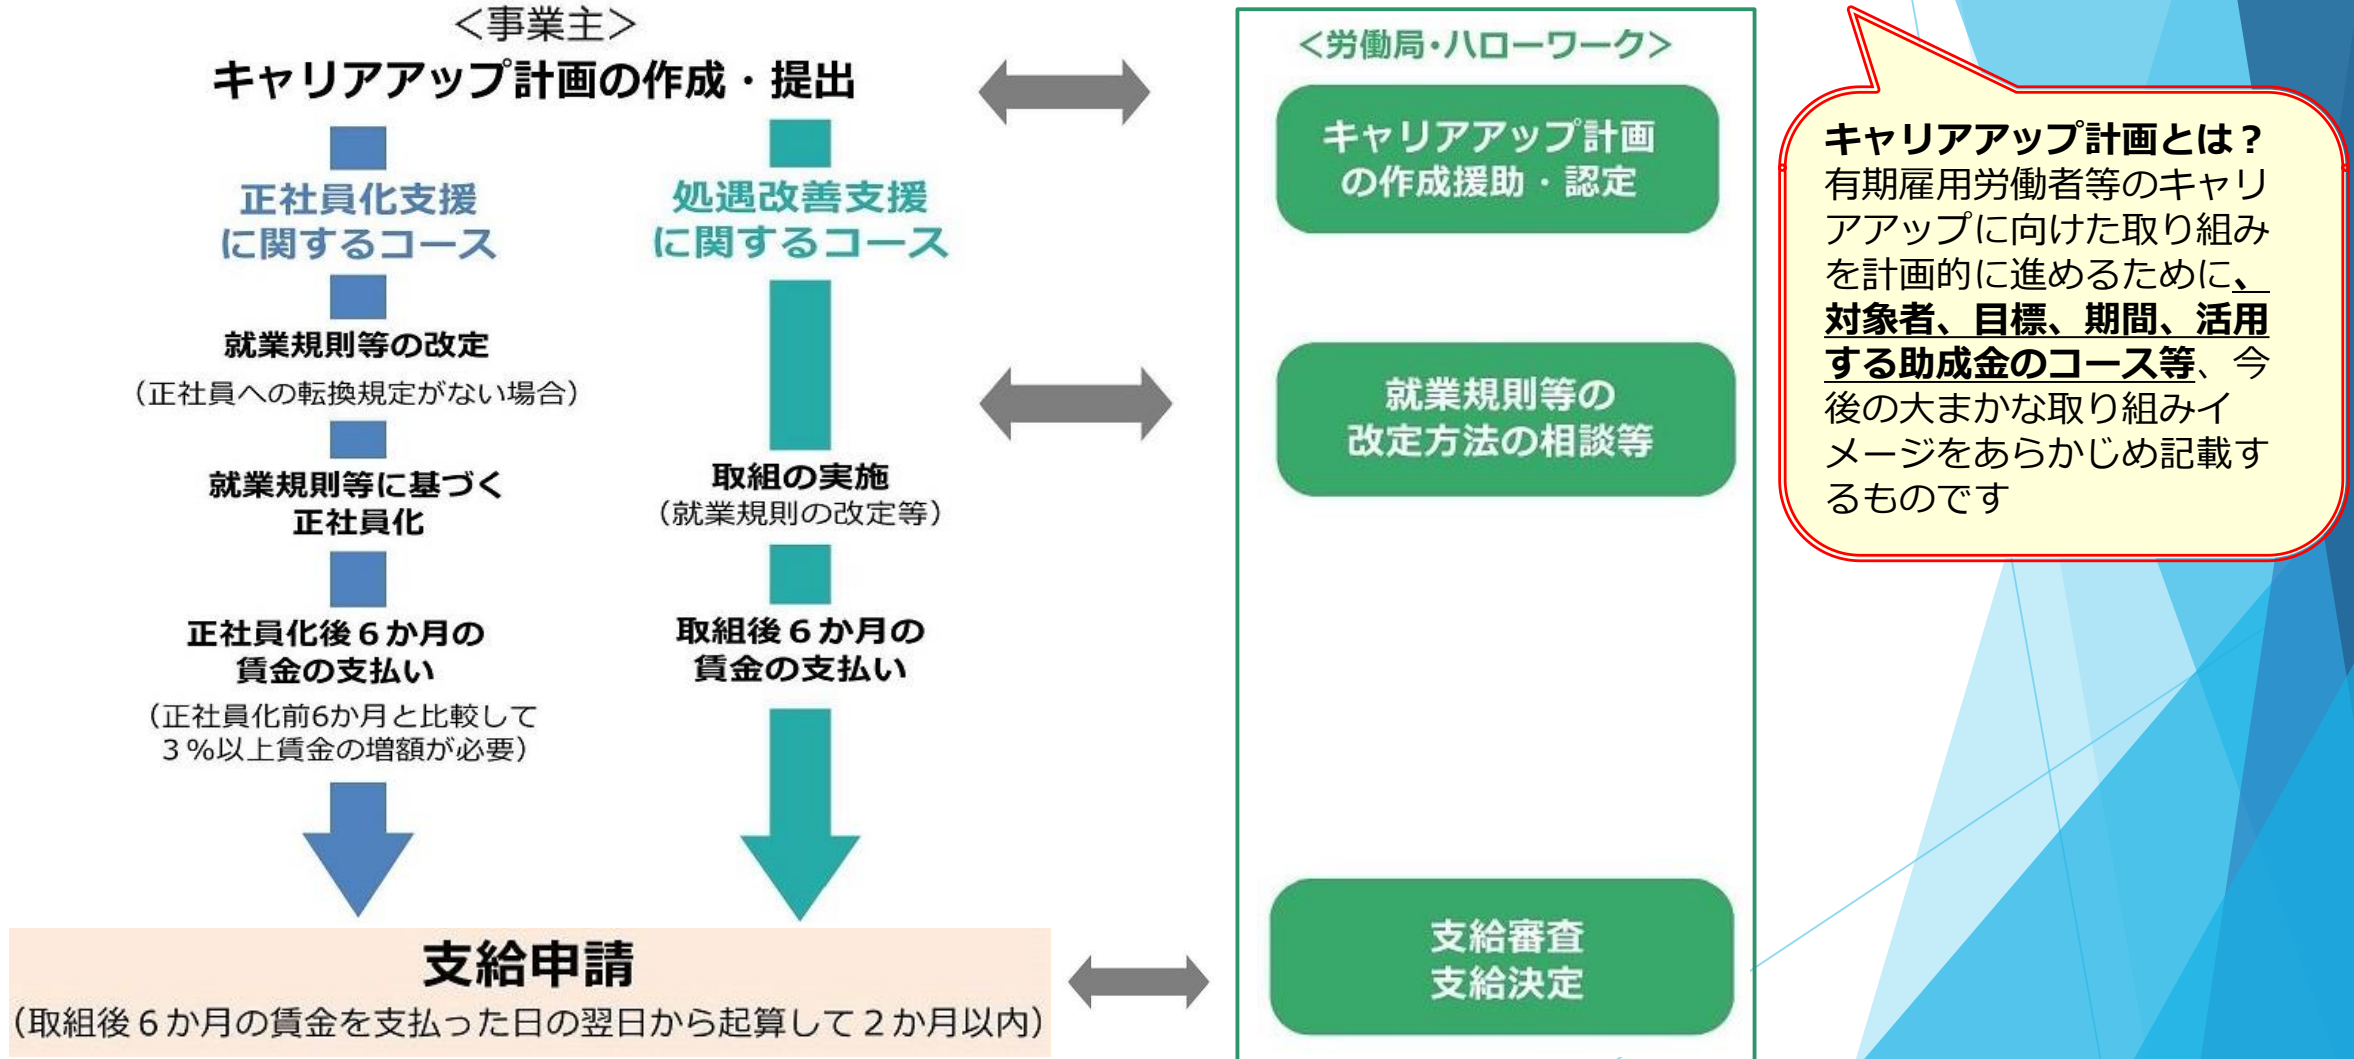 ＜事業主＞
キャリアアップ計画の作成・提出
正社員化支援
に関するコース
就業規則等の改定
（正社員への転換規定がない場合）
就業規則等に基づく
正社員化
正社員化後６か月の
賃金の支払い
（正社員化前6か月と比較して
３％以上賃金の増額が必要）
処遇改善支援
に関するコース
取組の実施
（就業規則の改定等）
取組後６か月の
賃金の支払い
支給申請
（取組後６か月の賃金を支払った日の翌日から起算して２か月以内）
＜労働局・ハローワーク＞
キャリアアップ計画
の作成援助・認定
就業規則等の
改定方法の相談等
支給審査
支給決定
キャリアアップ計画とは？
有期雇用労働者等のキャリ
アアップに向けた取り組み
を計画的に進めるために、
対象者、目標、期間、活用
する助成金のコース等、今
後の大まかな取り組みイ
メージをあらかじめ記載す
るものです